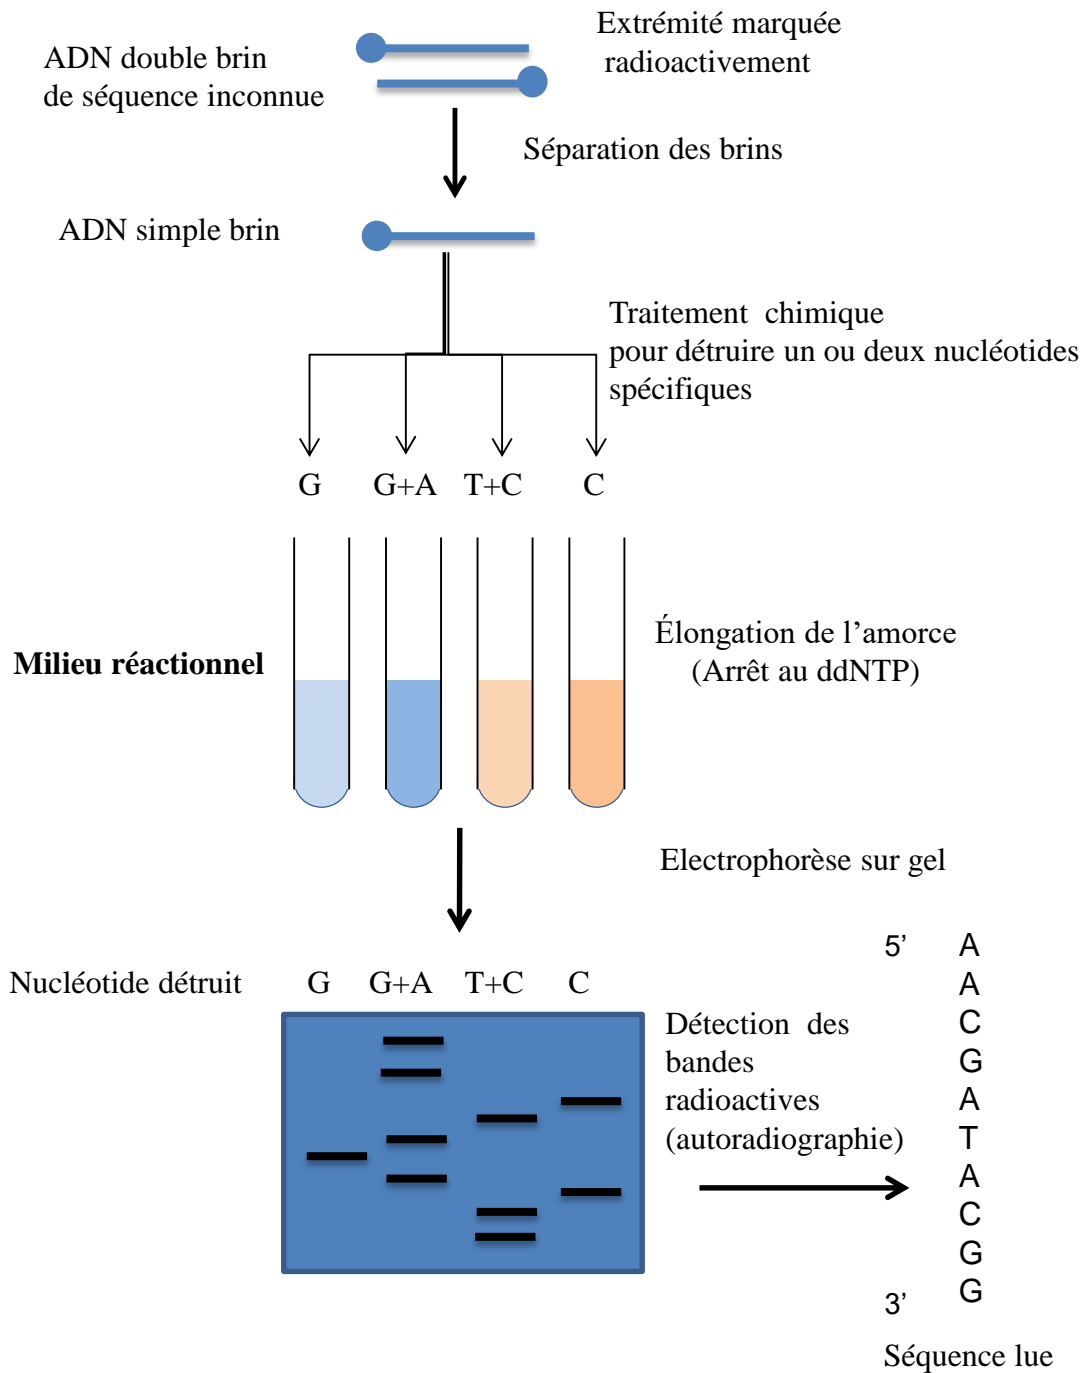 ADN double brin
de séquence inconnue
Extrémité marquée
radioactivement
Séparation des brins
ADN simple brin
Traitement chimique
pour détruire un ou deux nucléotides
spécifiques
G G+A T+C C
Milieu réactionnel
Élongation de l’amorce
(Arrêt au ddNTP)
Electrophorèse sur gel
Nucléotide détruit G G+A T+C C
Détection des
bandes
radioactives
(autoradiographie)
5’ A
A
C
G
A
T
A
C
G
3’ G
Séquence lue